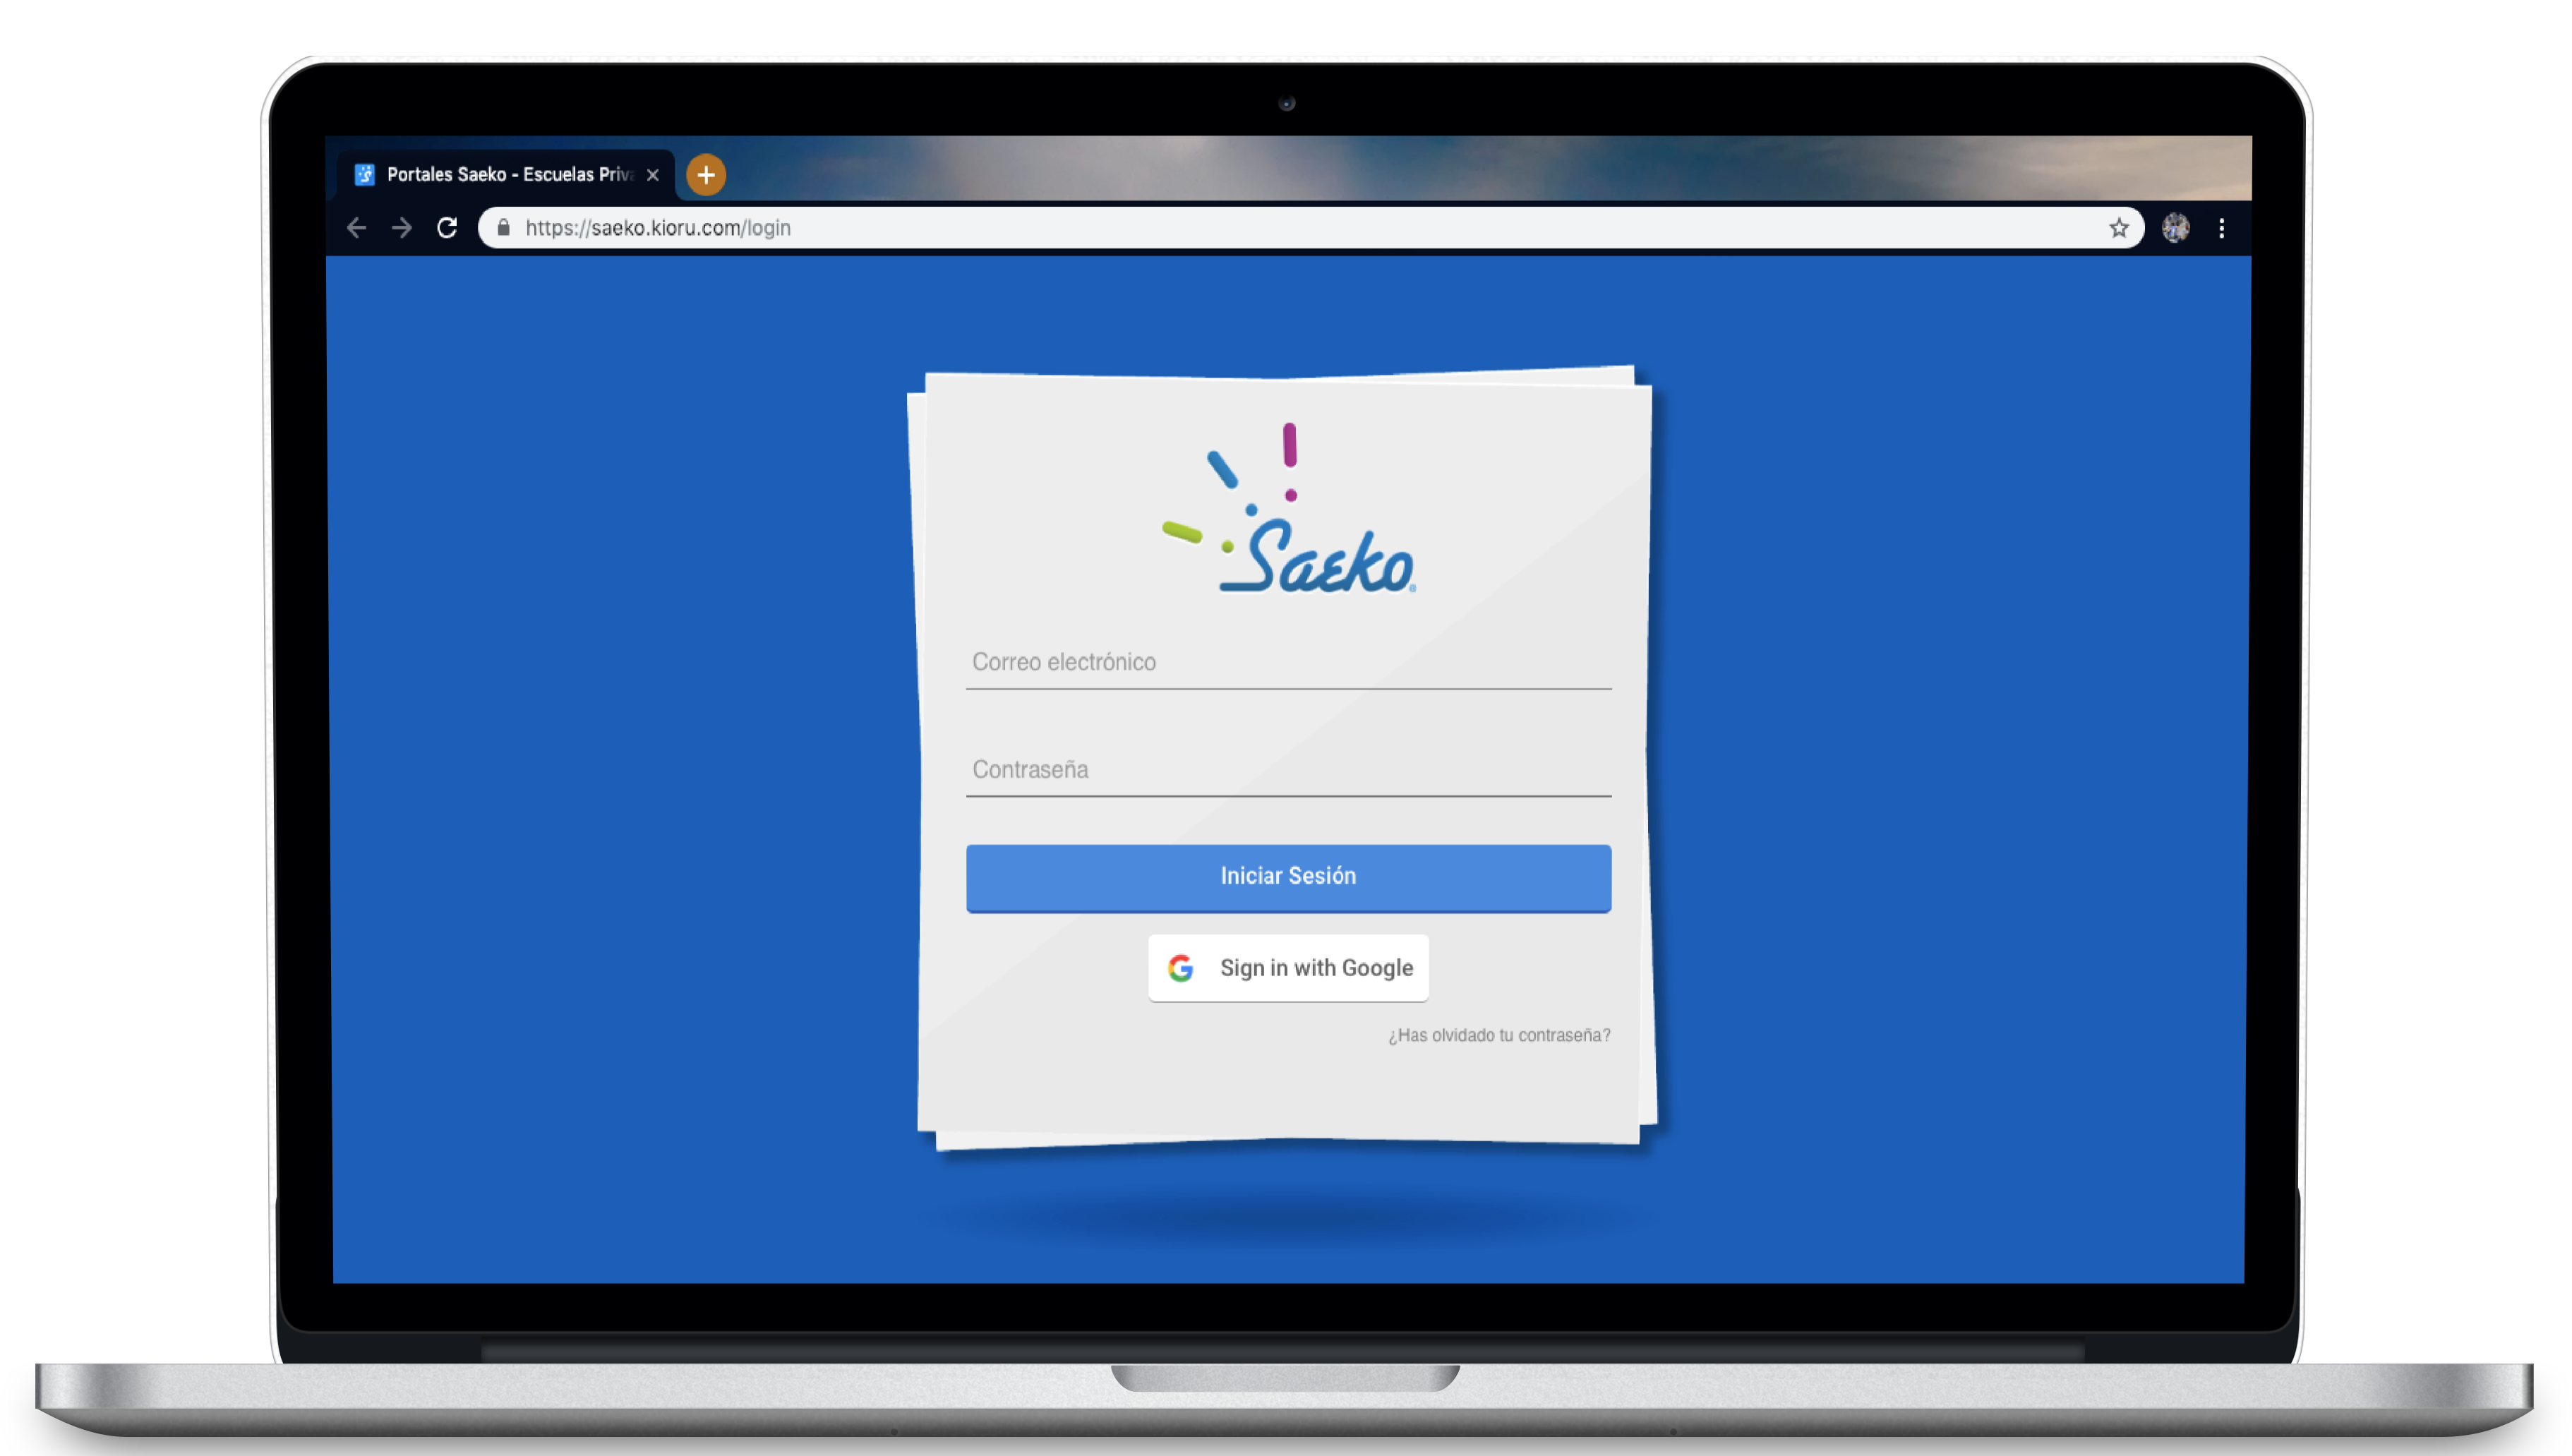 Portales Saeko - Escuelas Priv
https://saeko.kioru.com/login
Saeko
Correo electrónico
Contraseña
Iniciar Sesión
Sign in with Google
¿Has olvidado tu contraseña?